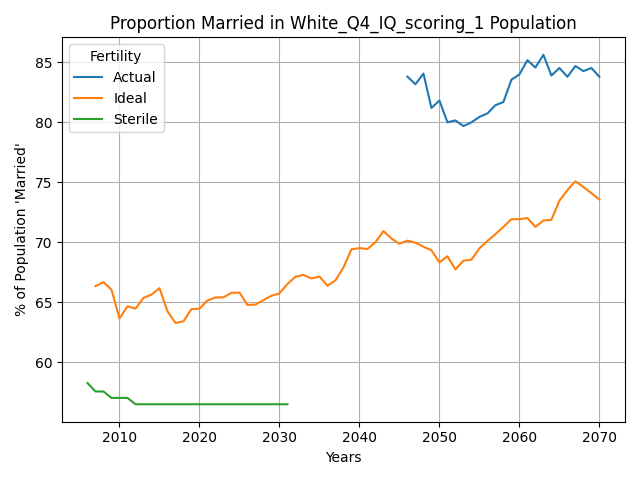 Proportion Married in White_Q4_IQ_scoring_1 Population
Fertility
Actual
Ideal
Sterile
% of Population 'Married'
85
80
75
70
65
60
2010 2020 2030 2040 2050 2060 2070
Years